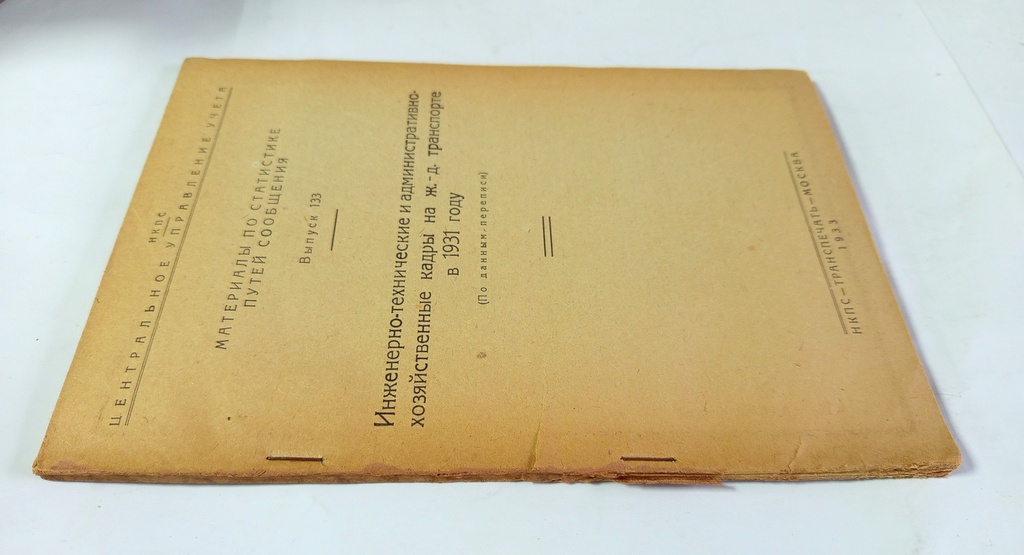 НКПС
ЦЕНТРАЛЬНОЕ УПРАВЛЕНИЕ УЧЕТА
МАТЕРИАЛЫ ПО СТАТИСТИКЕ
ПУТЕЙ СООБЩЕНИЯ
Выпуск 133
Инженерно-технические и административно-
хозяйственные кадры на ж.-д. транспорте
в 1931 году
(По данным переписи)
НКПС—ТРАНСПЕЧАТЬ—МОСКВА
1933